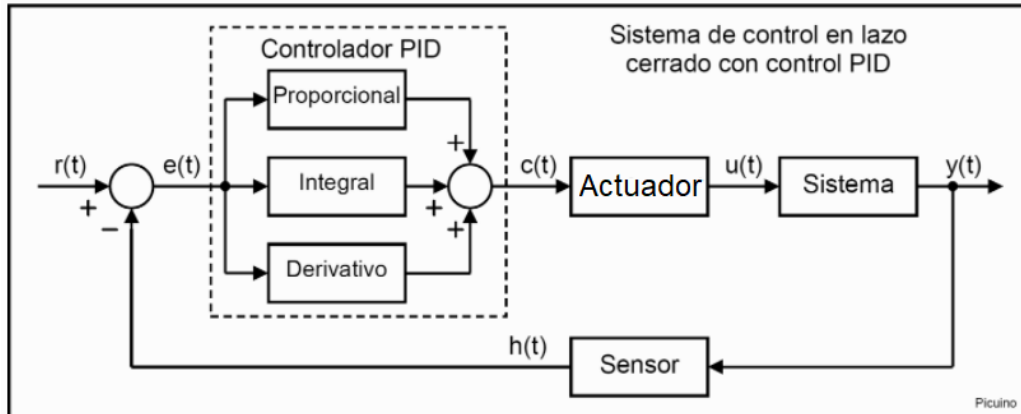 Sistema de control en lazo
cerrado con control PID
Controlador PID
Proporcional
+
r(t)
e(t)
Integral
c(t)
Actuador
u(t)
Sistema
y(t)
+
+
−
+
Derivativo
h(t)
Sensor
Picuino